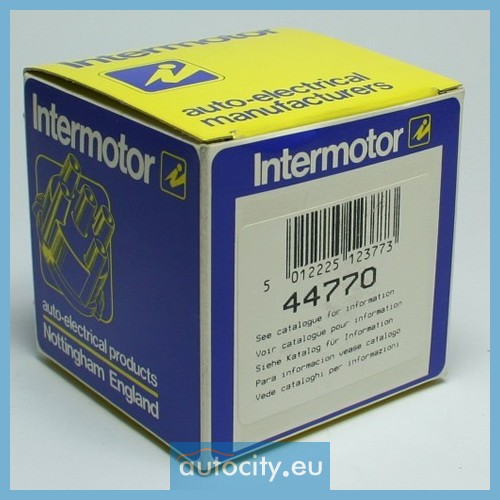 Intermotor
auto-electrical
manufacturers
Intermotor
auto-electrical products
Nottingham England
Intermotor
5 012225 123773
44770
See catalogue for information
Voir catalogue pour information
Siehe Katalog für Information
Para informacion vease catalogo
Vede cataloghi per informazioni
autocity.eu